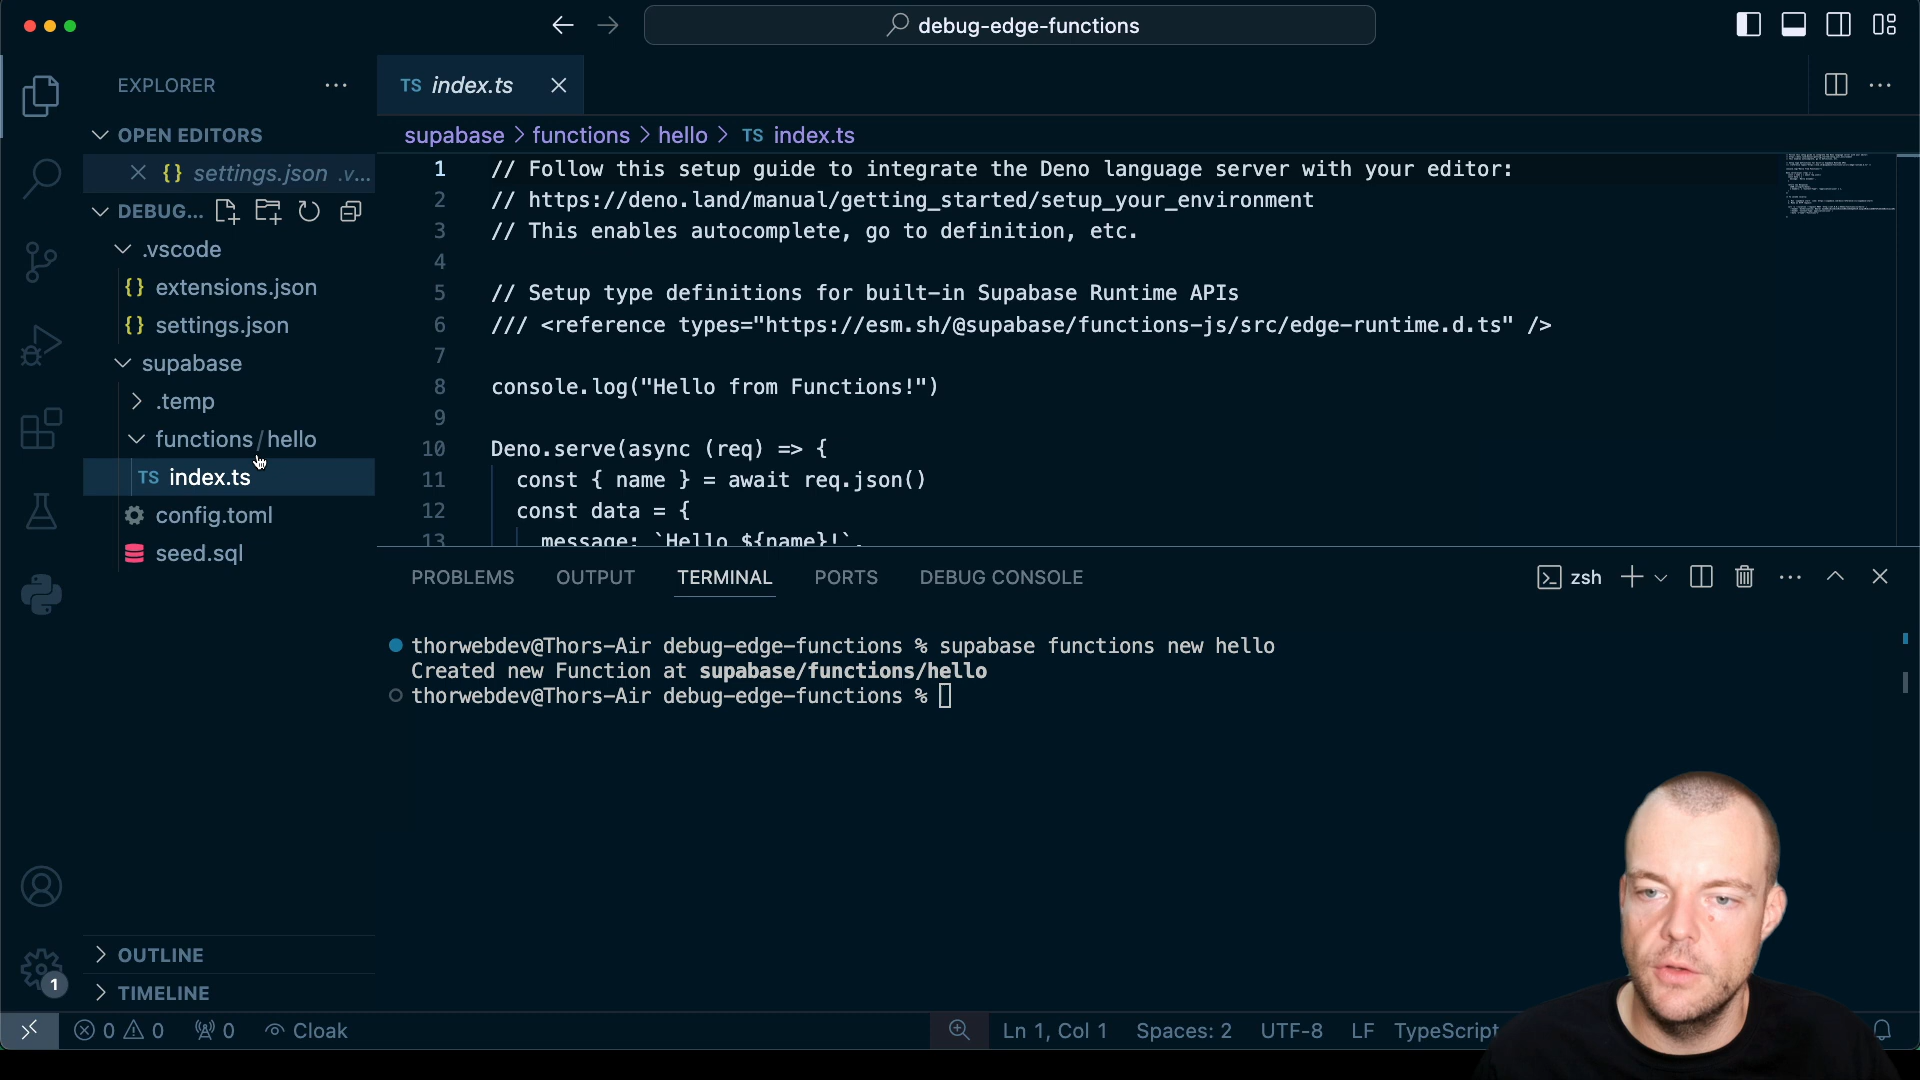 debug-edge-functions
EXPLORER
OPEN EDITORS
{} settings.json .v...
DEBUG...
.vscode
{} extensions.json
{} settings.json
supabase
.temp
functions / hello
TS index.ts
config.toml
seed.sql
OUTLINE
TIMELINE
TS index.ts
supabase > functions > hello > TS index.ts
1 // Follow this setup guide to integrate the Deno language server with your editor:
2 // https://deno.land/manual/getting_started/setup_your_environment
3 // This enables autocomplete, go to definition, etc.
4
5 // Setup type definitions for built-in Supabase Runtime APIs
6 /// <reference types="https://esm.sh/@supabase/functions-js/src/edge-runtime.d.ts" />
7
8 console.log("Hello from Functions!")
9
10 Deno.serve(async (req) => {
11 const { name } = await req.json()
12 const data = {
13 message: `Hello ${name}!`,
PROBLEMS OUTPUT TERMINAL PORTS DEBUG CONSOLE
zsh
thorwebdev@Thors-Air debug-edge-functions % supabase functions new hello
Created new Function at supabase/functions/hello
thorwebdev@Thors-Air debug-edge-functions %
1
0 0 0 Cloak
Ln 1, Col 1 Spaces: 2 UTF-8 LF TypeScript